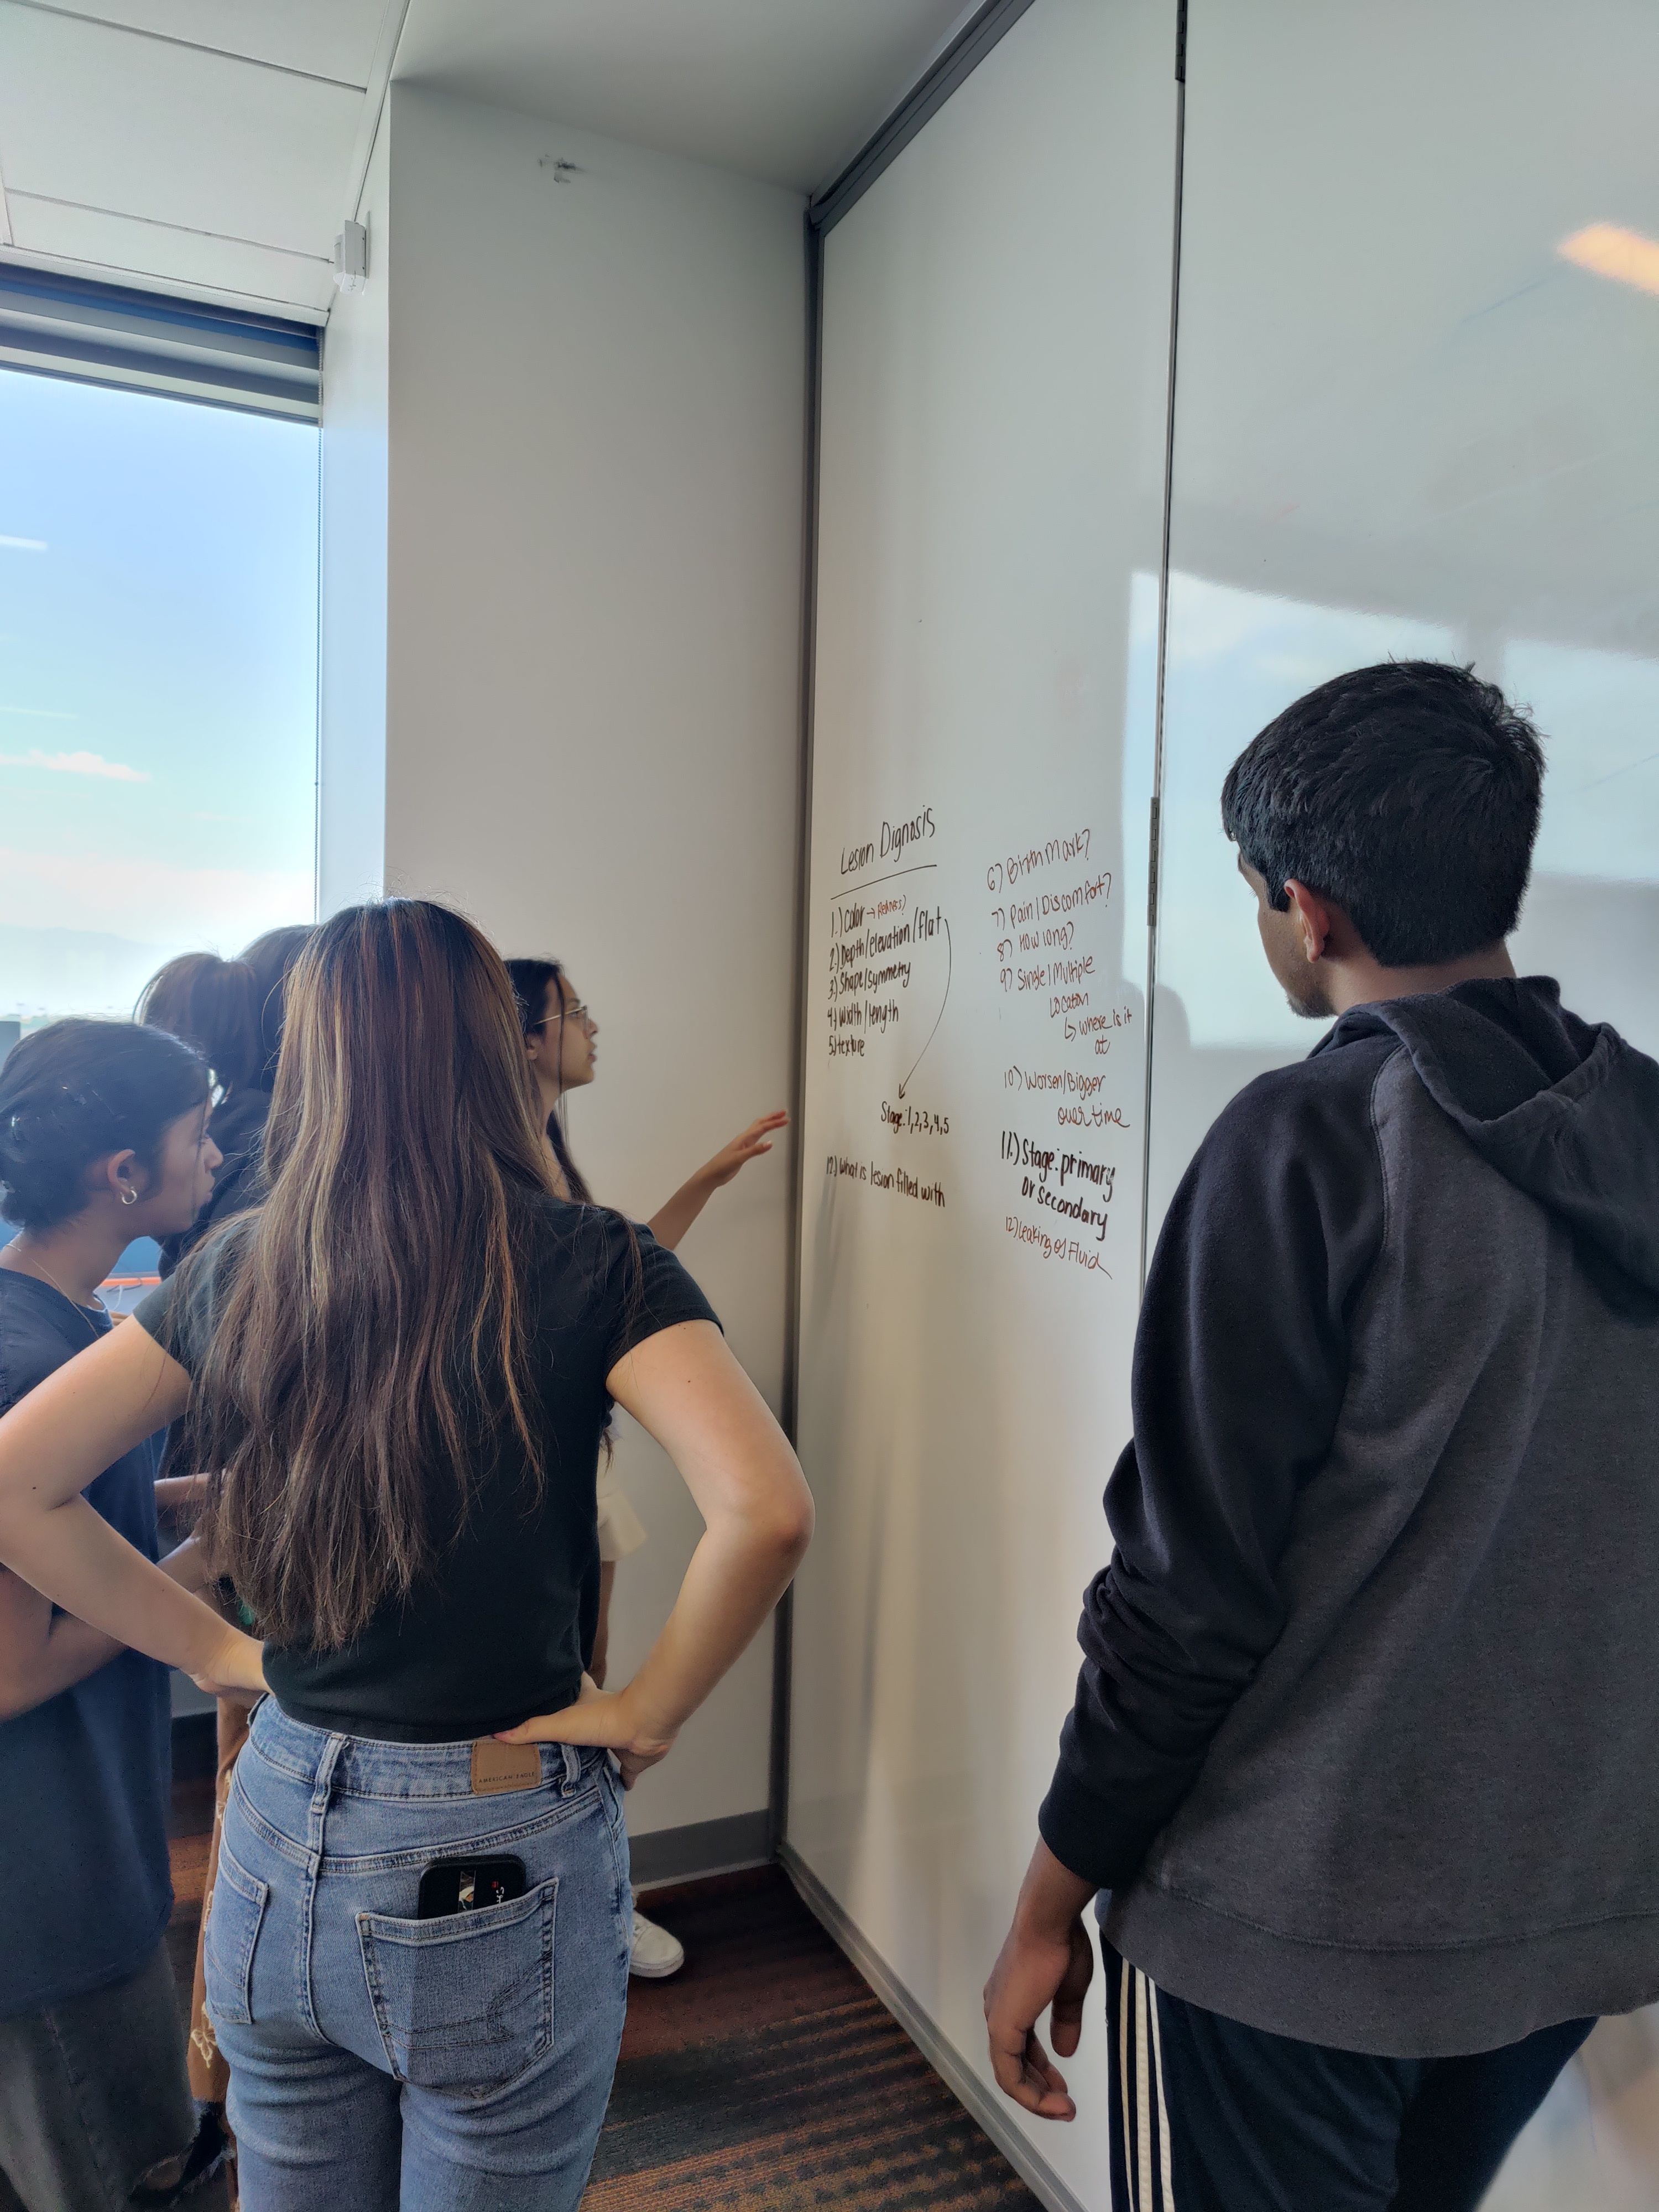 Lesion Dignosis
1.) Color → Redness?
2.) Depth/elevation/flat
3.) Shape/symmetry
4.) width/length
5.) texture
Stage: 1,2,3,4,5
12) What is lesion filled with
6) Birth Mark?
7) Pain/Discomfort?
8) How long?
9) Single/Multiple
Location
↳ where is it
at
10) Worsen/Bigger
over time
11.) Stage: primary
or secondary
12) Leaking of Fluid
AMERICAN EAGLE